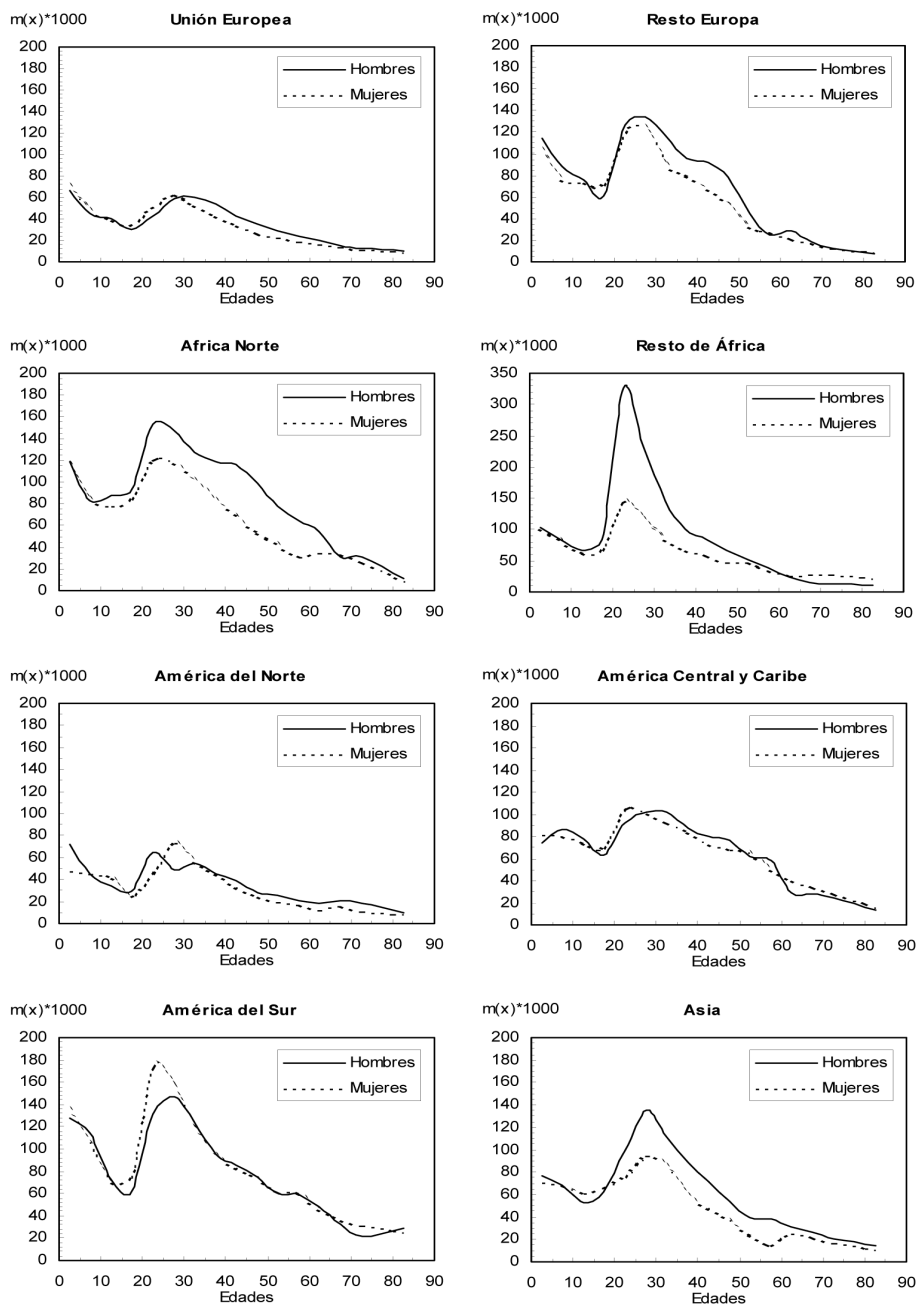 m(x)*1000 Unión Europea
200
180
160
140
120
100
80
60
40
20
0
Hombres
Mujeres
0 10 20 30 40 50 60 70 80 90
Edades
m(x)*1000 Resto Europa
200
180
160
140
120
100
80
60
40
20
0
Hombres
Mujeres
0 10 20 30 40 50 60 70 80 90
Edades
m(x)*1000 Africa Norte
200
180
160
140
120
100
80
60
40
20
0
Hombres
Mujeres
0 10 20 30 40 50 60 70 80 90
Edades
m(x)*1000 Resto de África
350
300
250
200
150
100
50
0
Hombres
Mujeres
0 10 20 30 40 50 60 70 80 90
Edades
m(x)*1000 América del Norte
200
180
160
140
120
100
80
60
40
20
0
Hombres
Mujeres
0 10 20 30 40 50 60 70 80 90
Edades
m(x)*1000 América Central y Caribe
200
180
160
140
120
100
80
60
40
20
0
Hombres
Mujeres
0 10 20 30 40 50 60 70 80 90
Edades
m(x)*1000 América del Sur
200
180
160
140
120
100
80
60
40
20
0
Hombres
Mujeres
0 10 20 30 40 50 60 70 80 90
Edades
m(x)*1000 Asia
200
180
160
140
120
100
80
60
40
20
0
Hombres
Mujeres
0 10 20 30 40 50 60 70 80 90
Edades